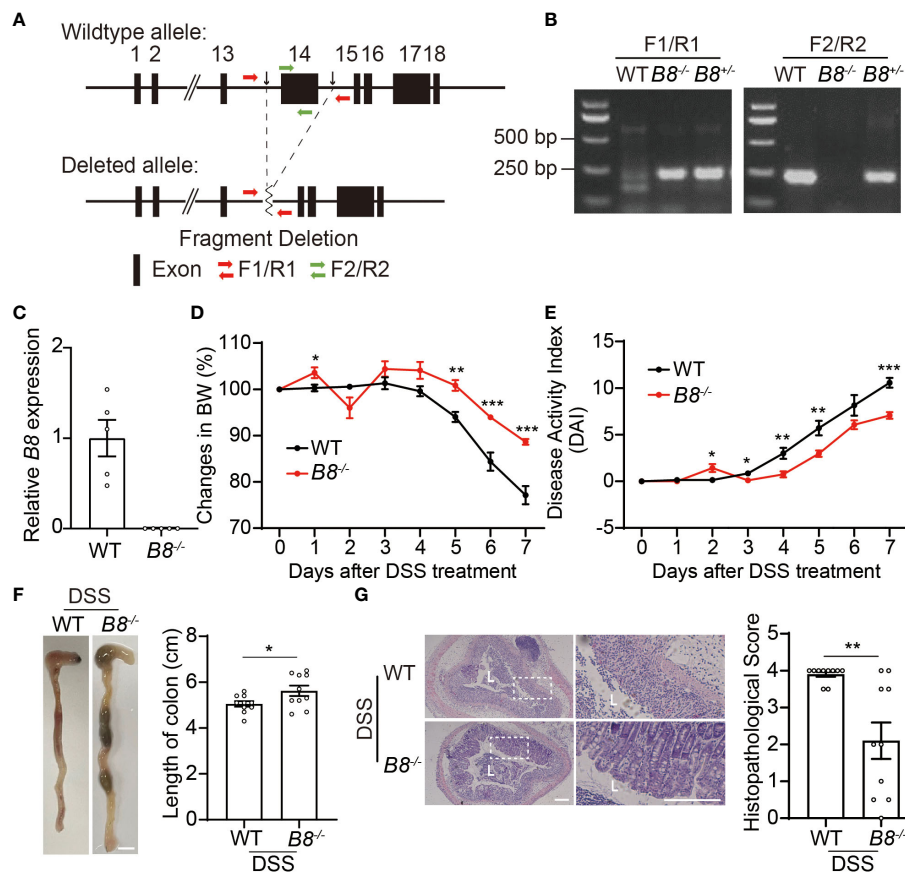 A
Wildtype allele:
1 2 13 14 15 16 17 18
Deleted allele:
Fragment Deletion
Exon F1/R1 F2/R2
B
F1/R1 F2/R2
WT B8-/- B8+/- WT B8-/- B8+/-
500 bp
250 bp
C
Relative B8 expression
2
1
0
WT B8-/-
D
Changes in BW (%)
110
100
90
80
70
* ** *** ***
WT
B8-/-
0 1 2 3 4 5 6 7
Days after DSS treatment
E
Disease Activity Index
(DAI)
15
10
5
0
-5
WT
B8-/-
* * ** ** ***
0 1 2 3 4 5 6 7
Days after DSS treatment
F
DSS
WT B8-/-
Length of colon (cm)
8
6
4
2
0
*
WT B8-/-
DSS
G
WT
DSS
B8-/-
L
L
L
L
Histopathological Score
5
4
3
2
1
0
**
WT B8-/-
DSS